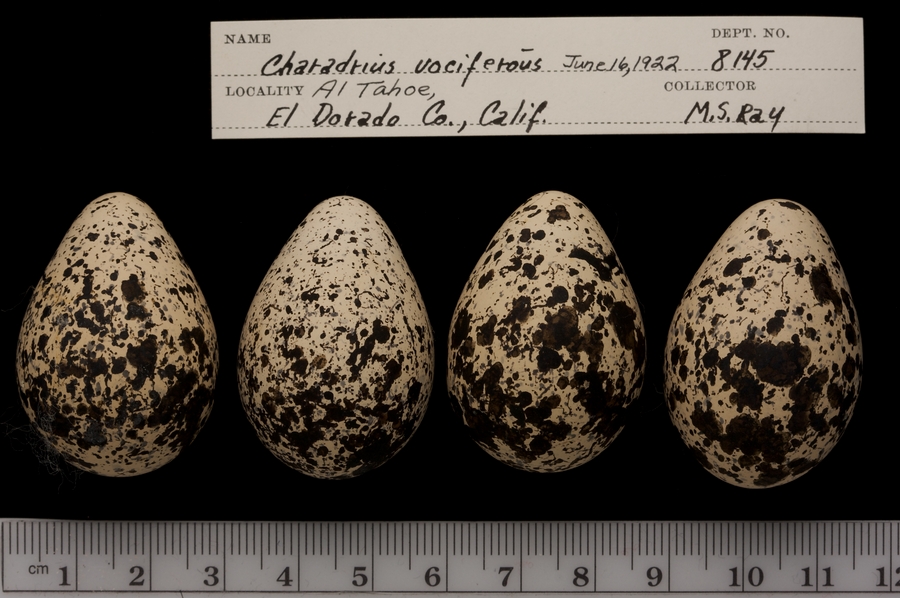 NAME DEPT. NO.
Charadrius vociferous June 16, 1922 8145
LOCALITY Al Tahoe, COLLECTOR
El Dorado Co., Calif. M.S. Ray
cm 1 2 3 4 5 6 7 8 9 10 11 12